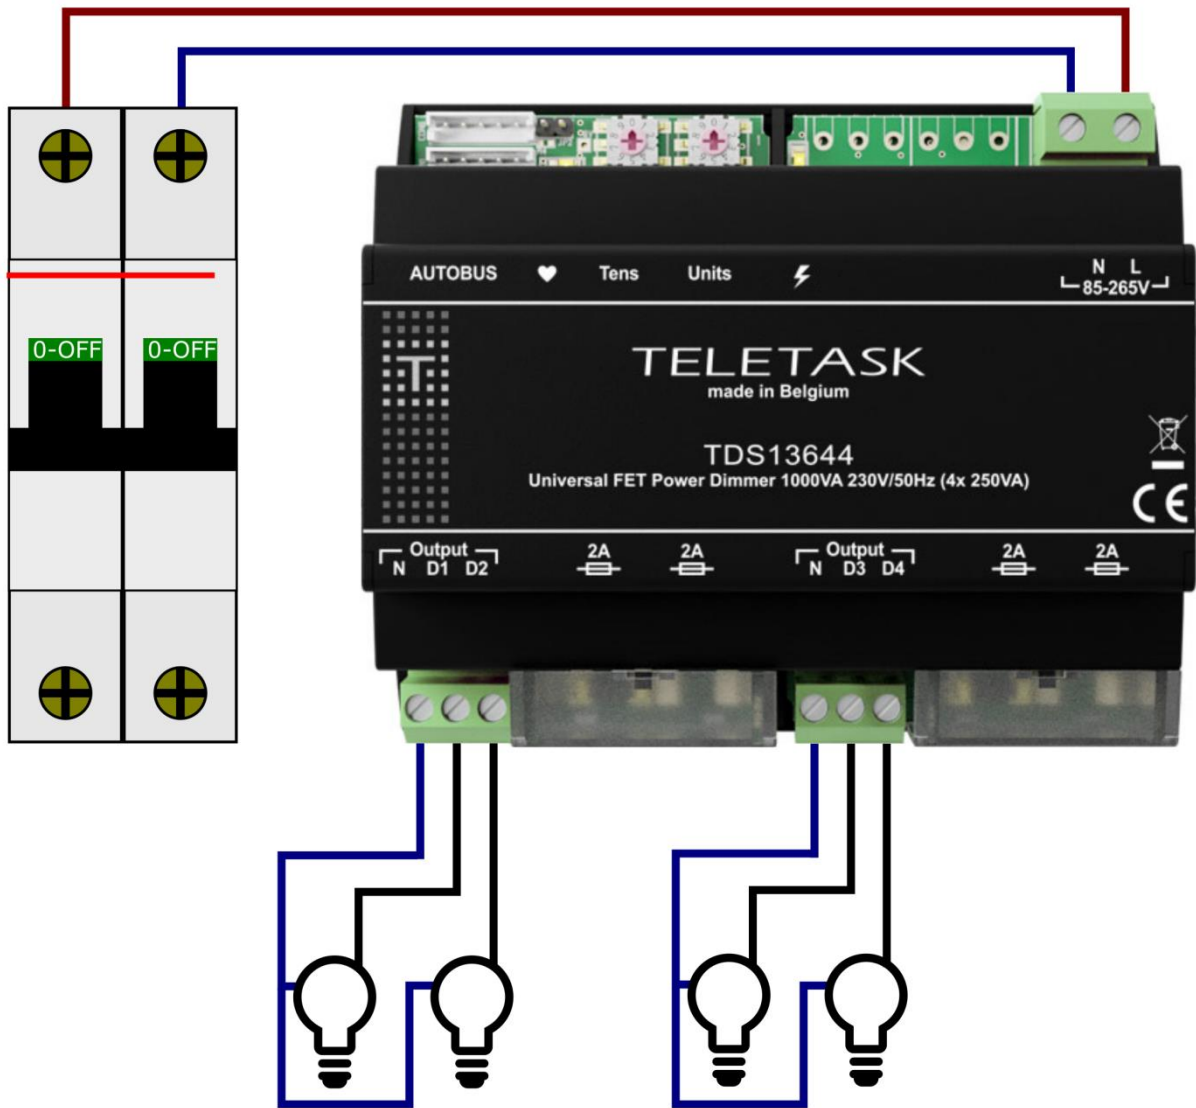 AUTOBUS Tens Units N L
85-265V
0-OFF 0-OFF
T
TELETASK
made in Belgium
TDS13644
Universal FET Power Dimmer 1000VA 230V/50Hz (4x 250VA)
CE
Output 2A 2A Output 2A 2A
N D1 D2 N D3 D4